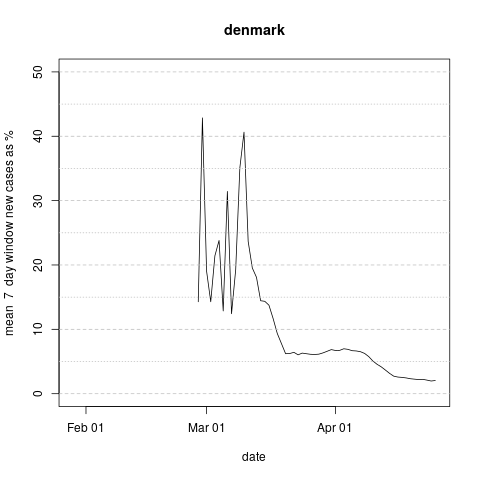 denmark
mean 7 day window new cases as %
50
40
30
20
10
0
Feb 01
Mar 01
Apr 01
date